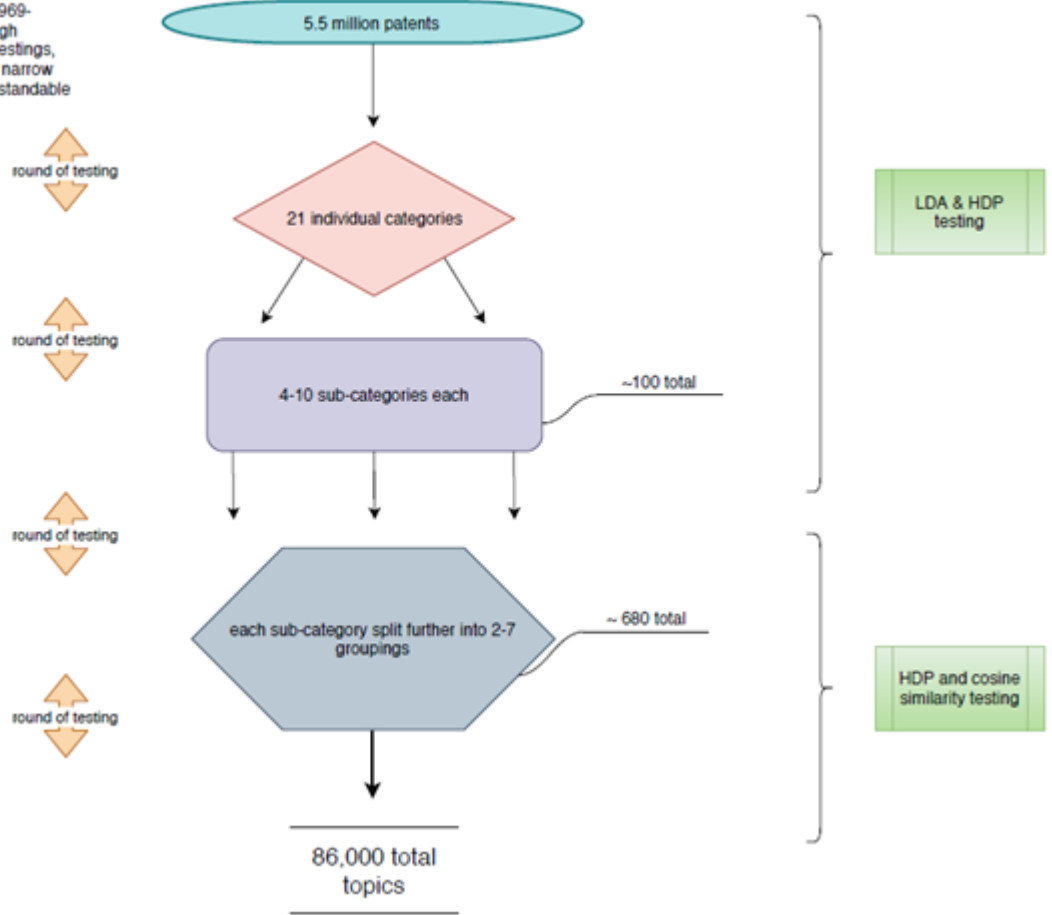 969-
gh
estings,
narrow
standable
5.5 million patents
round of testing
21 individual categories
LDA & HDP
testing
round of testing
4-10 sub-categories each
~100 total
round of testing
each sub-category split further into 2-7
groupings
~ 680 total
HDP and cosine
similarity testing
round of testing
86,000 total
topics